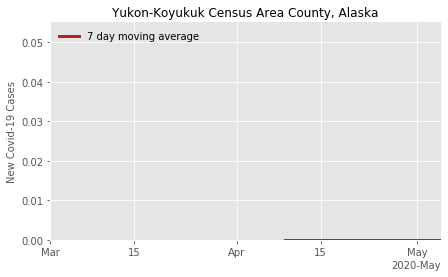 Yukon-Koyukuk Census Area County, Alaska
7 day moving average
New Covid-19 Cases
0.05
0.04
0.03
0.02
0.01
0.00
Mar 15 Apr 15 May
2020-May